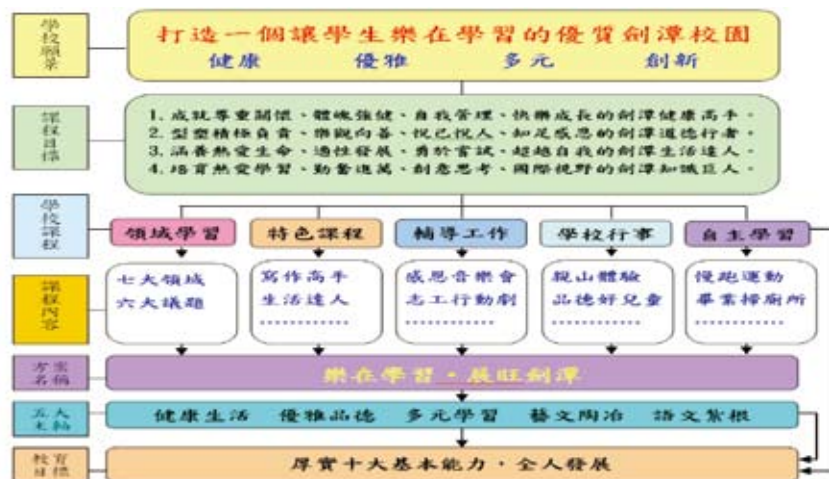 學校願景
打造一個讓學生樂在學習的優質劍潭校園
健康 優雅 多元 創新
課程目標
1. 成就尊重關懷、體魄強健、自我管理、快樂成長的劍潭健康高手。
2. 型塑積極負責、樂觀向善、悅己悅人、知足感恩的劍潭道德行者。
3. 涵養熱愛生命、適性發展、勇於嘗試、超越自我的劍潭生活達人。
4. 培育熱愛學習、勤奮進萬、創意思考、國際視野的劍潭知識巨人。
學校課程
領域學習 特色課程 輔導工作 學校行事 自主學習
課程內容
七大領域 寫作高手 感恩音樂會 親山體驗 慢跑運動
六大議題 生活達人 志工行動劇 品德好兒童 畢業掃廁所
………… ………… ………… …………
方案名稱
樂在學習・展旺劍潭
五大主軸
健康生活 優雅品德 多元學習 藝文陶冶 語文紮根
教育目標
厚實十大基本能力、全人發展